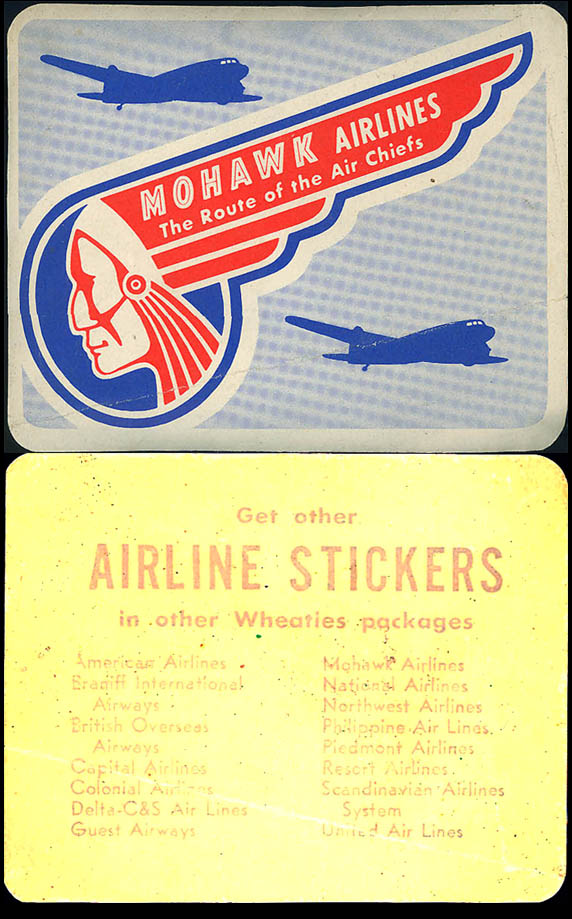 MOHAWK AIRLINES
The Route of the Air Chiefs
Get other
AIRLINE STICKERS
in other Wheaties packages
American Airlines
Braniff International
Airways
British Overseas
Airways
Capital Airlines
Colonial Airlines
Delta-C&S Air Lines
Guest Airways
Mohawk Airlines
National Airlines
Northwest Airlines
Philippine Air Lines
Piedmont Airlines
Resort Airlines
Scandinavian Airlines
System
United Air Lines